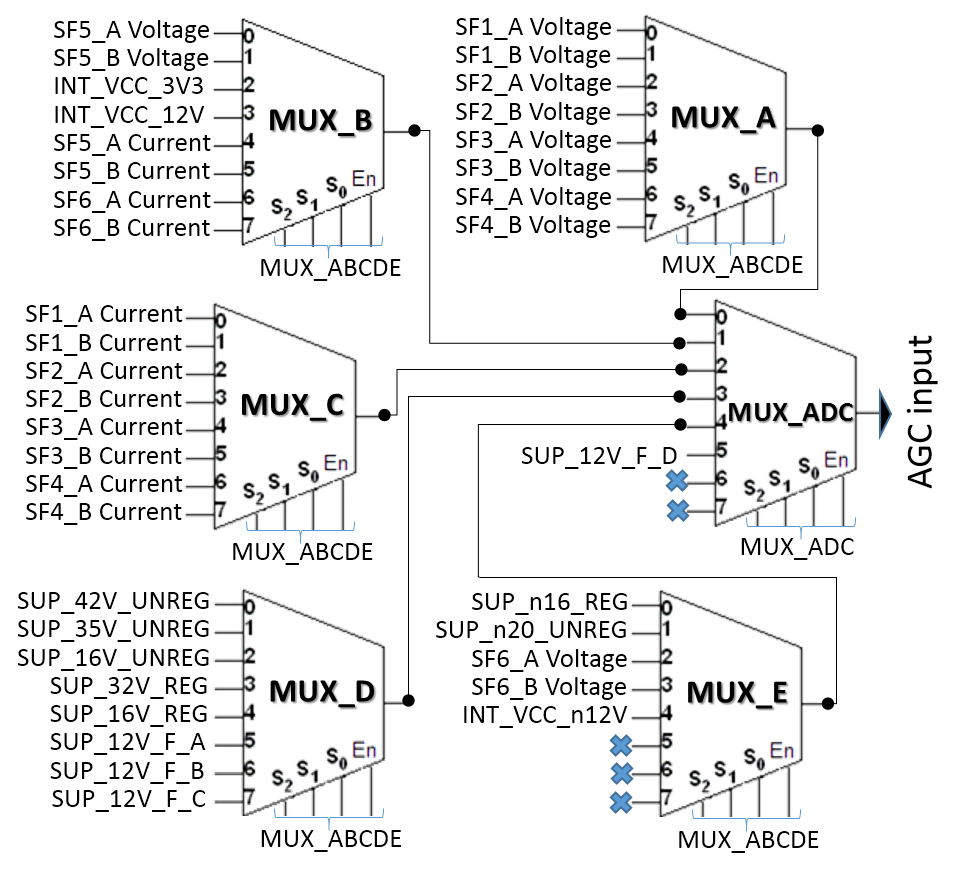 SF5_A Voltage 0
SF5_B Voltage 1
INT_VCC_3V3 2
INT_VCC_12V 3
SF5_A Current 4
SF5_B Current 5
SF6_A Current 6
SF6_B Current 7
MUX_B
S2 S1 S0 En
MUX_ABCDE
SF1_A Voltage 0
SF1_B Voltage 1
SF2_A Voltage 2
SF2_B Voltage 3
SF3_A Voltage 4
SF3_B Voltage 5
SF4_A Voltage 6
SF4_B Voltage 7
MUX_A
S2 S1 S0 En
MUX_ABCDE
SF1_A Current 0
SF1_B Current 1
SF2_A Current 2
SF2_B Current 3
SF3_A Current 4
SF3_B Current 5
SF4_A Current 6
SF4_B Current 7
MUX_C
S2 S1 S0 En
MUX_ABCDE
0
1
2
3
4
SUP_12V_F_D 5
6
7
MUX_ADC
S2 S1 S0 En
MUX_ADC
AGC input
SUP_42V_UNREG 0
SUP_35V_UNREG 1
SUP_16V_UNREG 2
SUP_32V_REG 3
SUP_16V_REG 4
SUP_12V_F_A 5
SUP_12V_F_B 6
SUP_12V_F_C 7
MUX_D
S2 S1 S0 En
MUX_ABCDE
SUP_n16_REG 0
SUP_n20_UNREG 1
SF6_A Voltage 2
SF6_B Voltage 3
INT_VCC_n12V 4
5
6
7
MUX_E
S2 S1 S0 En
MUX_ABCDE